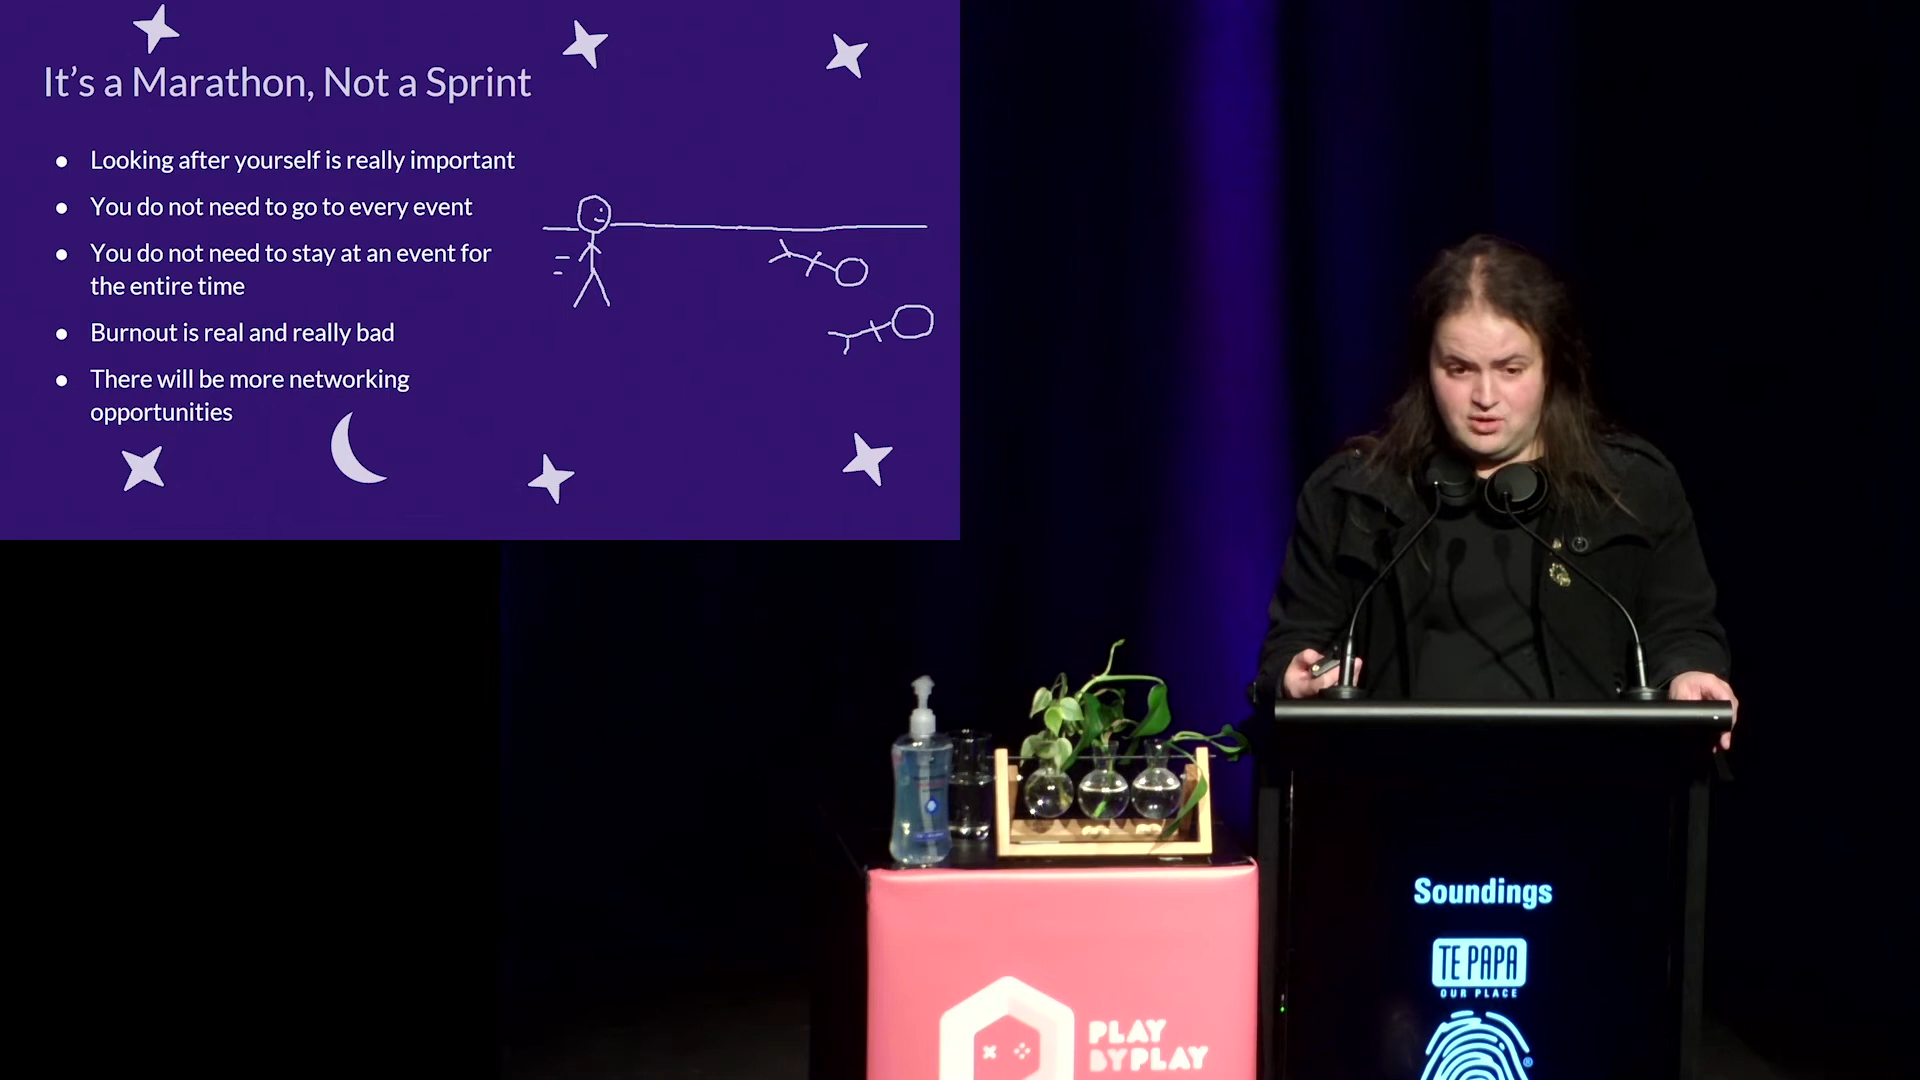 It's a Marathon, Not a Sprint
● Looking after yourself is really important
● You do not need to go to every event
● You do not need to stay at an event for
the entire time
● Burnout is real and really bad
● There will be more networking
opportunities
Soundings
TE PAPA
OUR PLACE
PLAY
BYPLAY